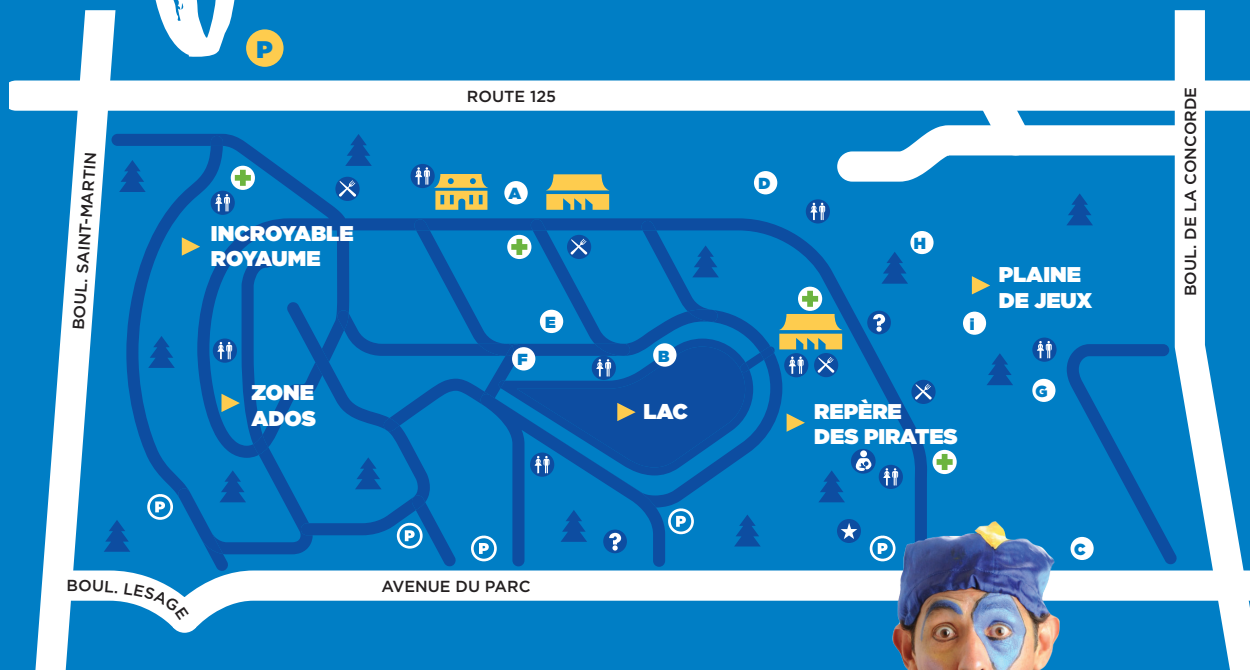 P
ROUTE 125
BOUL. SAINT-MARTIN
BOUL. DE LA CONCORDE
A
D
H
INCROYABLE
ROYAUME
PLAINE
DE JEUX
E
i
?
F
B
G
ZONE
ADOS
LAC
REPÈRE
DES PIRATES
P
P
P
?
P
P
C
BOUL. LESAGE
AVENUE DU PARC